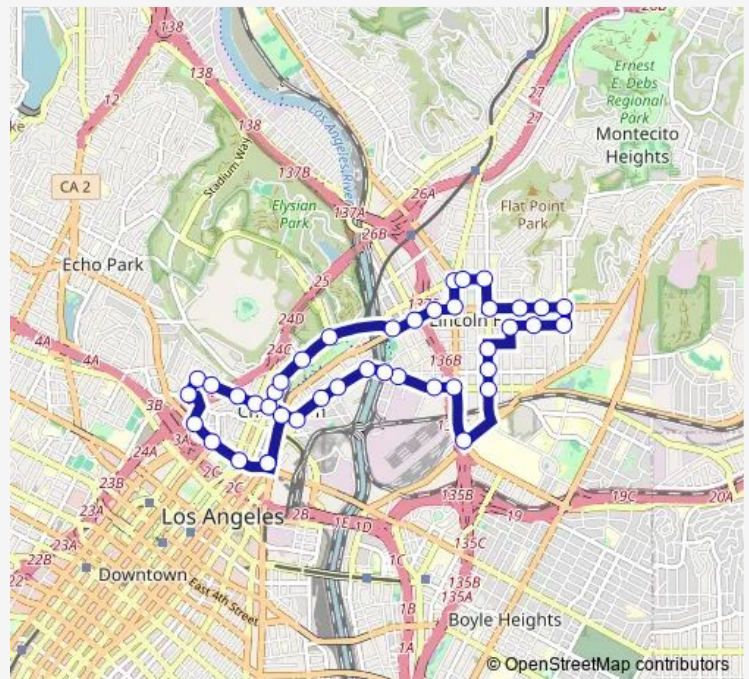 138
26B
138
12
27
27
Ernest
E. Debs
Regional
Park
Montecito
Heights
138
Los Angeles River
Stadium Way
137B
CA 2
26A
Elysian
Park
137A
26B
Flat Point
Park
Echo Park
25
24D
Lincoln
4A
4A
24C
136B
3B
3A
24A
2C
2C
23B
23A
22B
23A
Los Angeles
2B
1E
1D
135B
19
19C
20A
135C
1C
Downtown
East 4th Street
135B
135A
1B
Boyle Heights
1A
© OpenStreetMap contributors